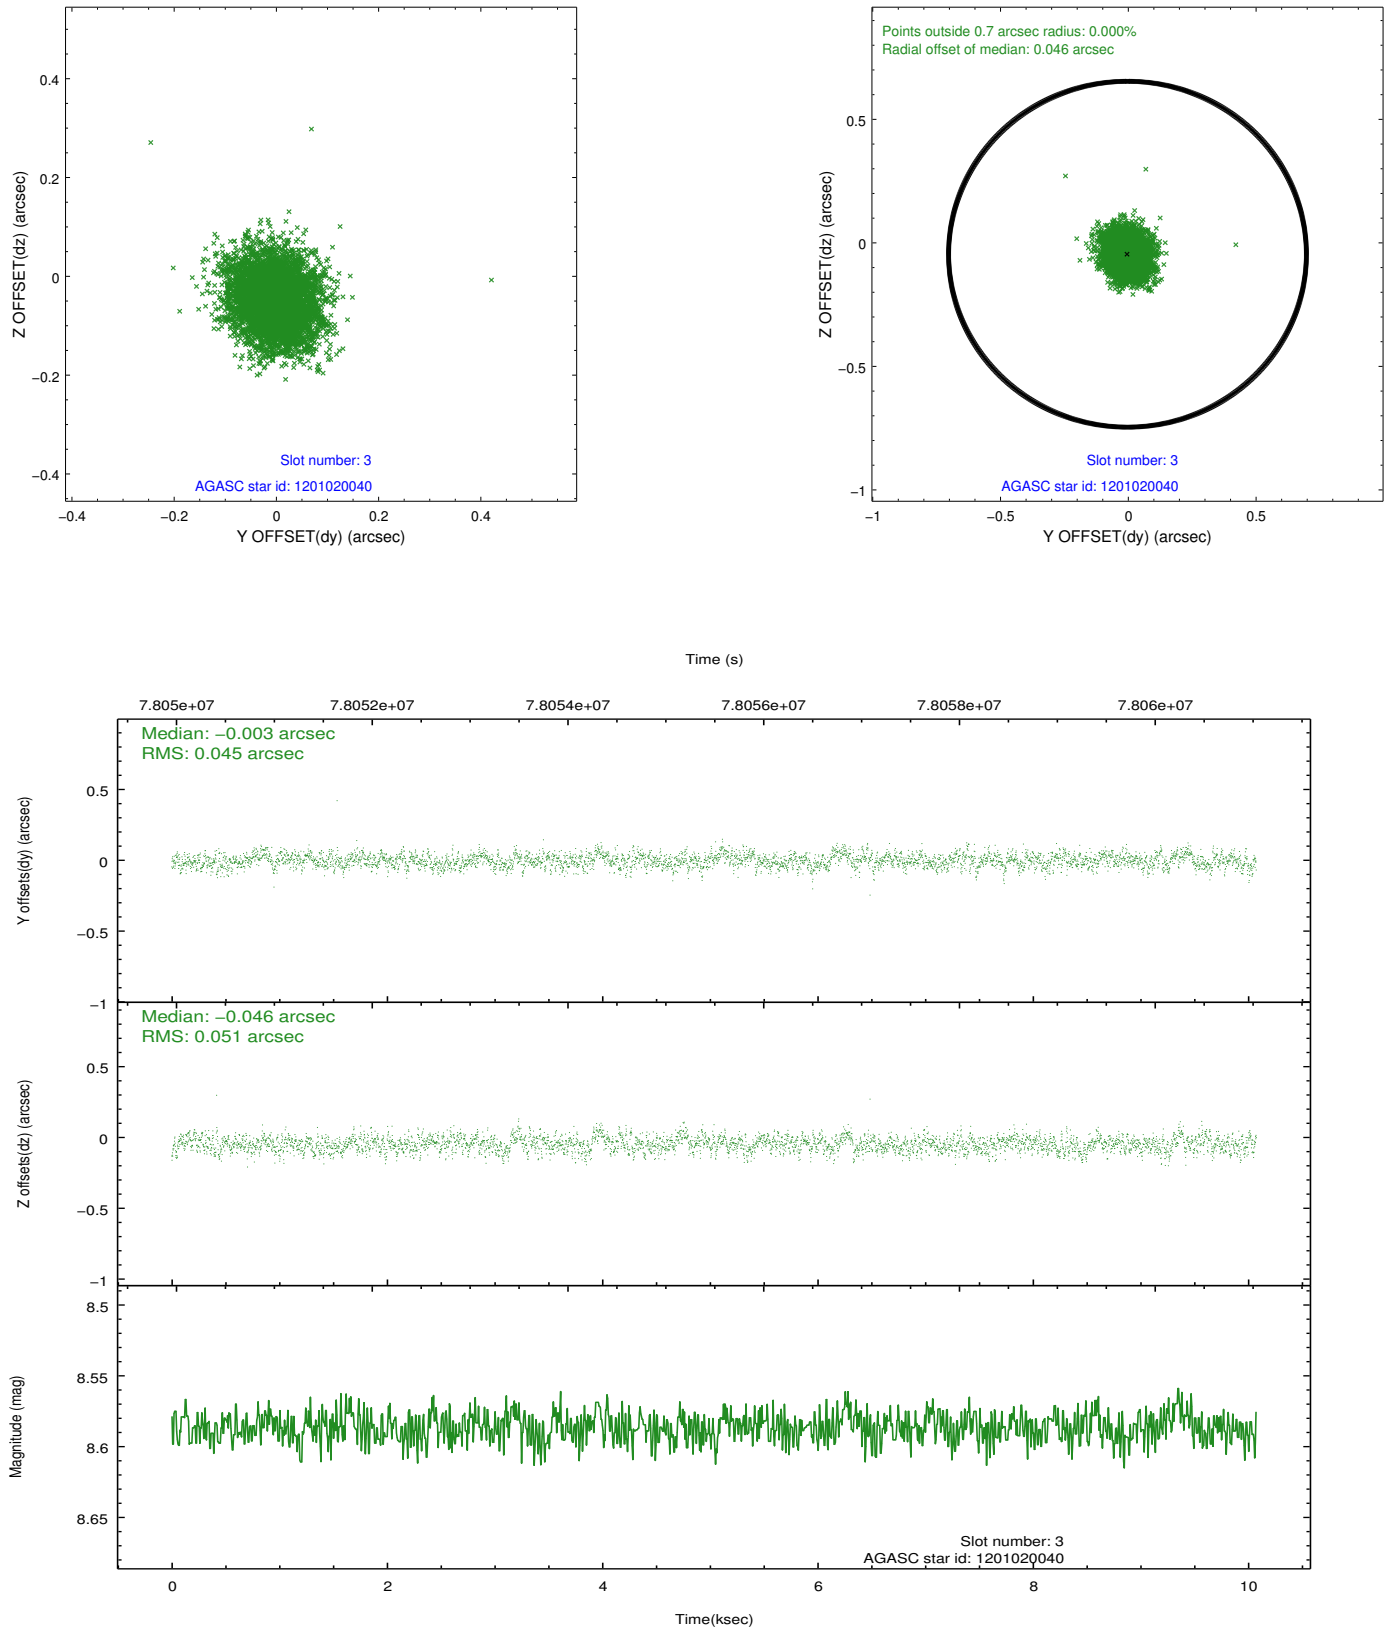 0.4
0.2
0
−0.2
−0.4
Z OFFSET(dz) (arcsec)
−0.4 −0.2 0 0.2 0.4
Y OFFSET(dy) (arcsec)
Slot number: 3
AGASC star id: 1201020040
Points outside 0.7 arcsec radius: 0.000%
Radial offset of median: 0.046 arcsec
0.5
0
−0.5
−1
Z OFFSET(dz) (arcsec)
−1 −0.5 0 0.5
Y OFFSET(dy) (arcsec)
Slot number: 3
AGASC star id: 1201020040
Time (s)
7.805e+07 7.8052e+07 7.8054e+07 7.8056e+07 7.8058e+07 7.806e+07
Median: −0.003 arcsec
RMS: 0.045 arcsec
0.5
0
−0.5
−1
Y offsets(dy) (arcsec)
Median: −0.046 arcsec
RMS: 0.051 arcsec
0.5
0
−0.5
−1
Z offsets(dz) (arcsec)
8.5
8.55
8.6
8.65
Magnitude (mag)
Slot number: 3
AGASC star id: 1201020040
0 2 4 6 8 10
Time(ksec)